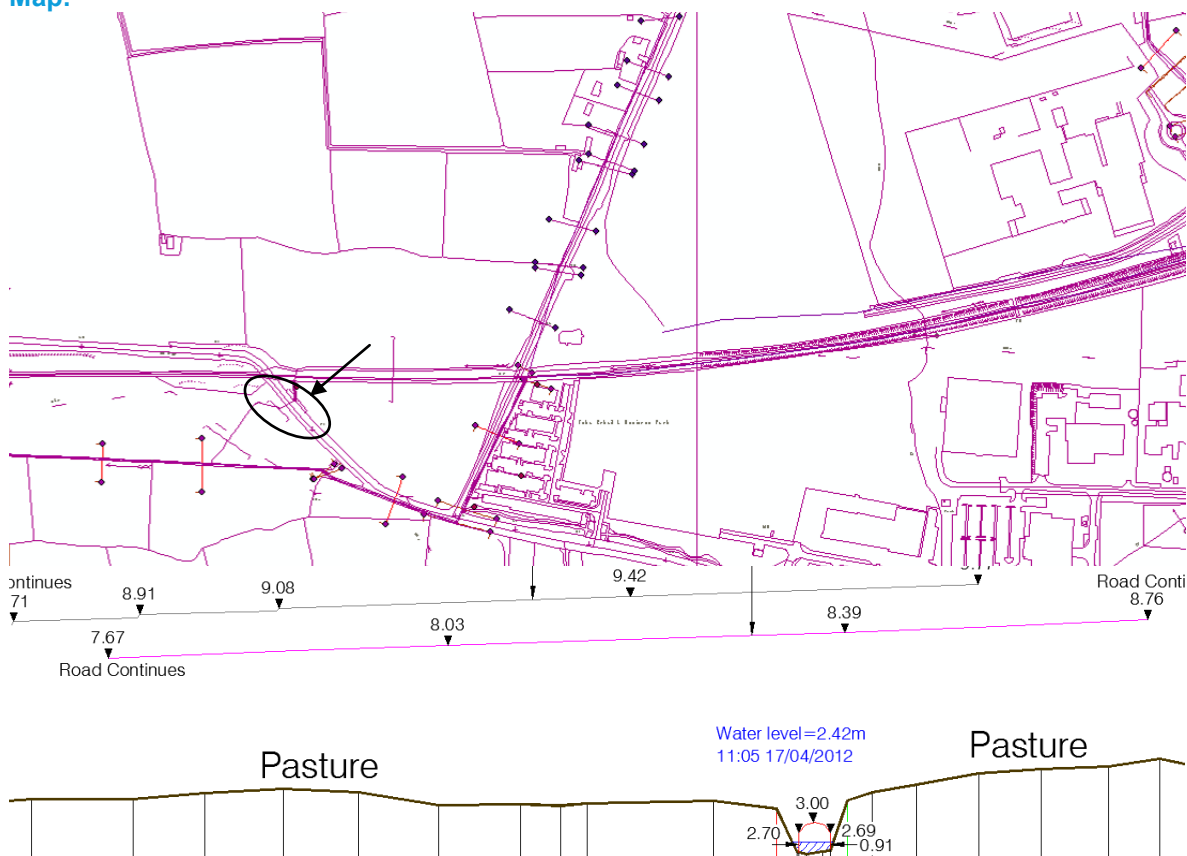 Map:
9.42
9.08
8.91
71
Road Conti
8.76
8.39
8.03
7.67
Road Continues
Water level=2.42m
11:05 17/04/2012
Pasture
Pasture
3.00
2.70
2.69
0.91